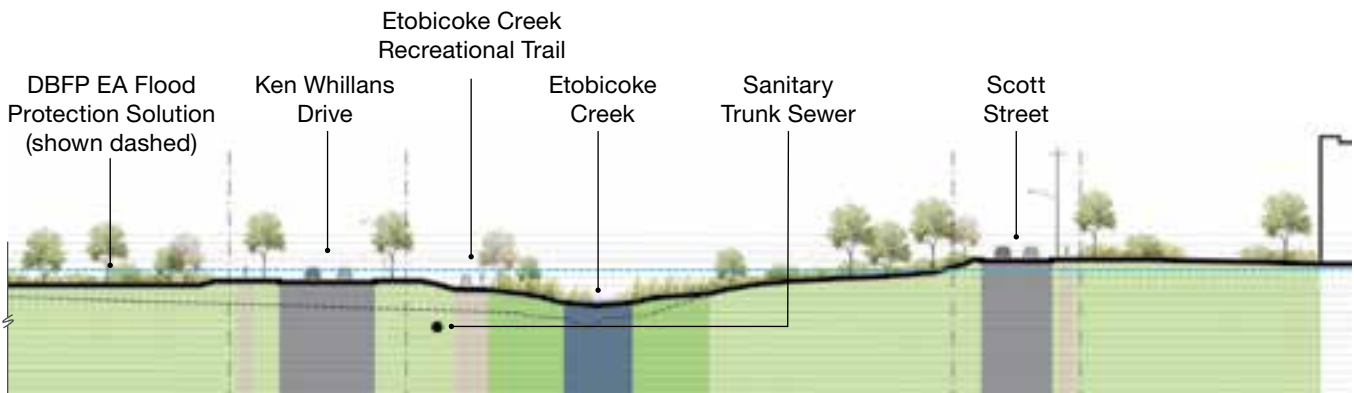 Etobicoke Creek
Recreational Trail
DBFP EA Flood
Protection Solution
(shown dashed)
Ken Whillans
Drive
Etobicoke
Creek
Sanitary
Trunk Sewer
Scott
Street